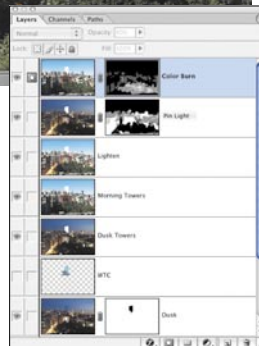 Layers Channels Paths
Normal Opacity:
Lock: Fill:
Color Burn
Pin Light
Lighten
Morning Towers
Dusk Towers
WTC
Dusk